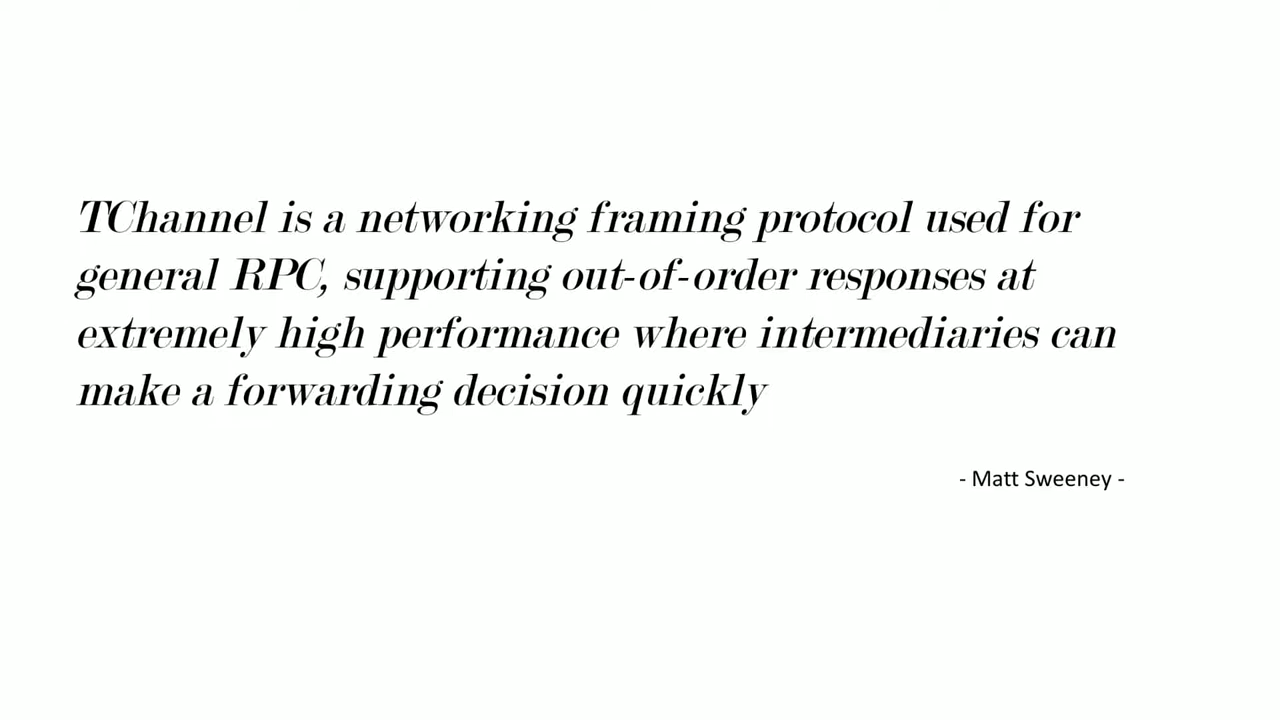 TChannel is a networking framing protocol used for
general RPC, supporting out-of-order responses at
extremely high performance where intermediaries can
make a forwarding decision quickly
- Matt Sweeney -